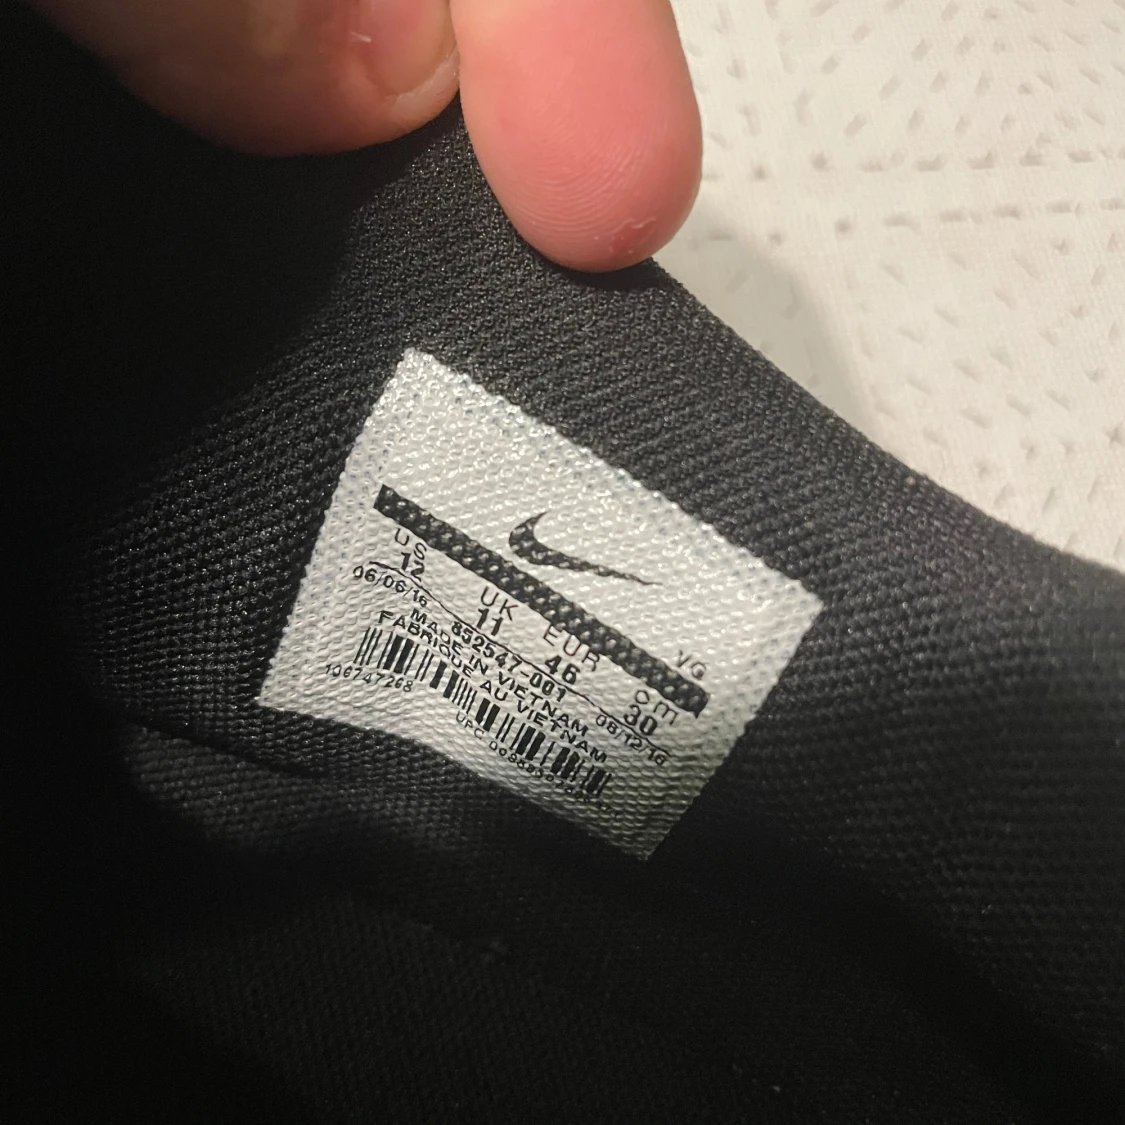 VG
US UK EUR cm
12 11 46 30
06/06/16 852547-001 08/12/16
MADE IN VIETNAM
FABRIQUE AU VIETNAM
106747268
UPC